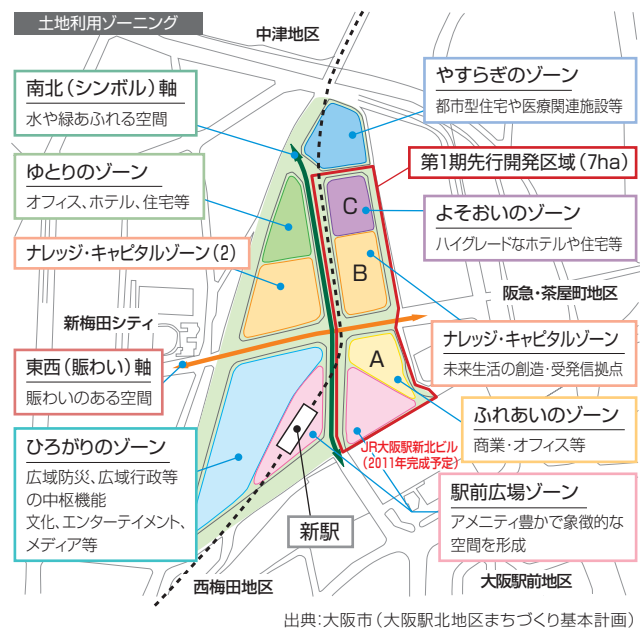 土地利用ゾーニング
中津地区
南北（シンボル）軸
水や緑あふれる空間
やすらぎのゾーン
都市型住宅や医療関連施設等
第1期先行開発区域（7ha）
ゆとりのゾーン
オフィス、ホテル、住宅等
C
よそおいのゾーン
ハイグレードなホテルや住宅等
ナレッジ・キャピタルゾーン（2）
B
阪急・茶屋町地区
新梅田シティ
ナレッジ・キャピタルゾーン
未来生活の創造・受発信拠点
東西（賑わい）軸
賑わいのある空間
A
ふれあいのゾーン
商業・オフィス等
ひろがりのゾーン
広域防災、広域行政等
の中枢機能
文化、エンターテイメント、
メディア等
JR大阪駅新北ビル
（2011年完成予定）
駅前広場ゾーン
アメニティ豊かで象徴的な
空間を形成
新駅
西梅田地区
大阪駅前地区
出典：大阪市（大阪駅北地区まちづくり基本計画）